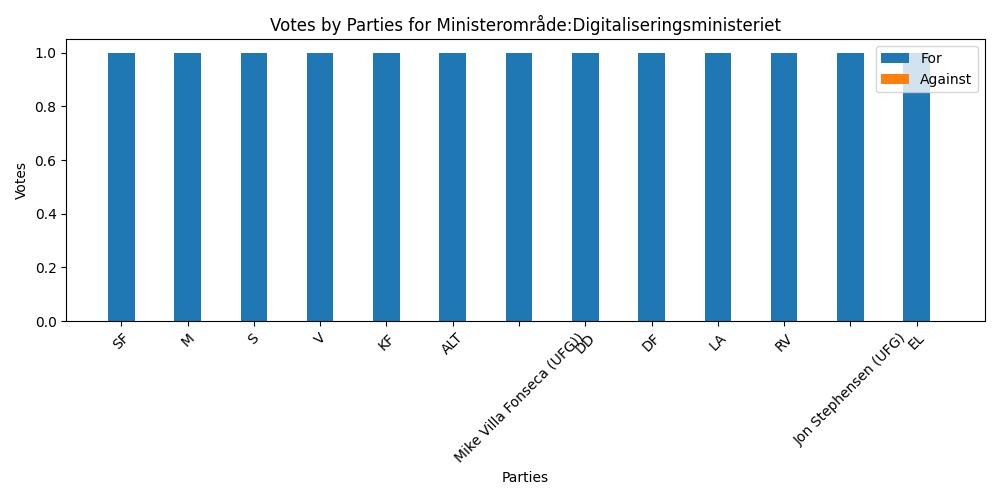 Votes by Parties for Ministerområde:Digitaliseringsministeriet
For
Against
Votes
1.0
0.8
0.6
0.4
0.2
0.0
SF
M
S
V
KF
ALT
Mike Villa Fonseca (UFG))
DD
DF
LA
RV
Jon Stephensen (UFG)
EL
Parties